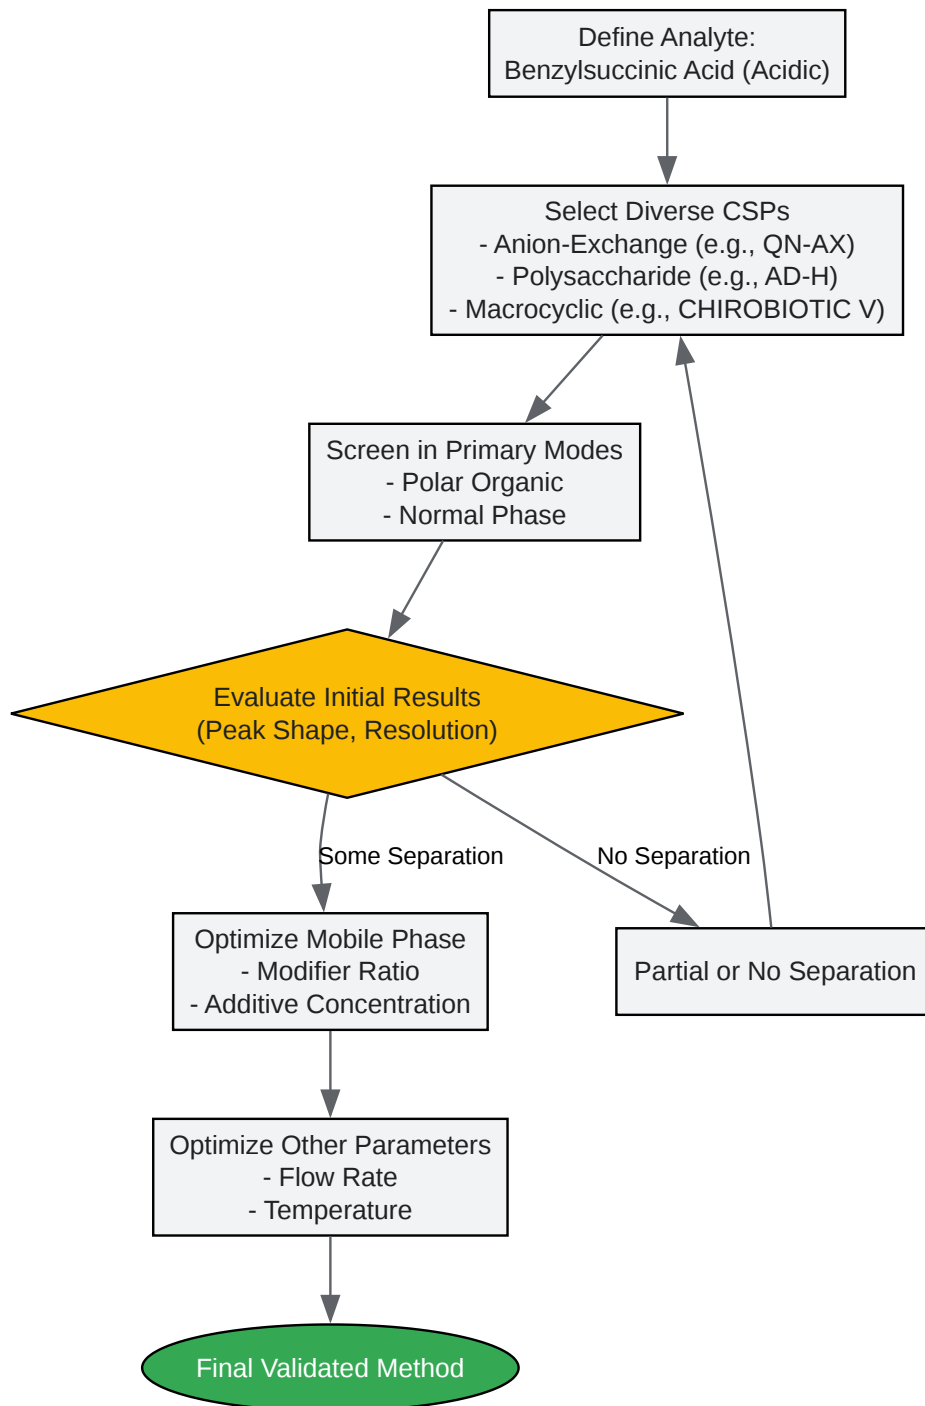 Define Analyte:
Benzylsuccinic Acid (Acidic)
Select Diverse CSPs
- Anion-Exchange (e.g., QN-AX)
- Polysaccharide (e.g., AD-H)
- Macrocyclic (e.g., CHIROBIOTIC V)
Screen in Primary Modes
- Polar Organic
- Normal Phase
Evaluate Initial Results
(Peak Shape, Resolution)
Some Separation
No Separation
Optimize Mobile Phase
- Modifier Ratio
- Additive Concentration
Partial or No Separation
Optimize Other Parameters
- Flow Rate
- Temperature
Final Validated Method